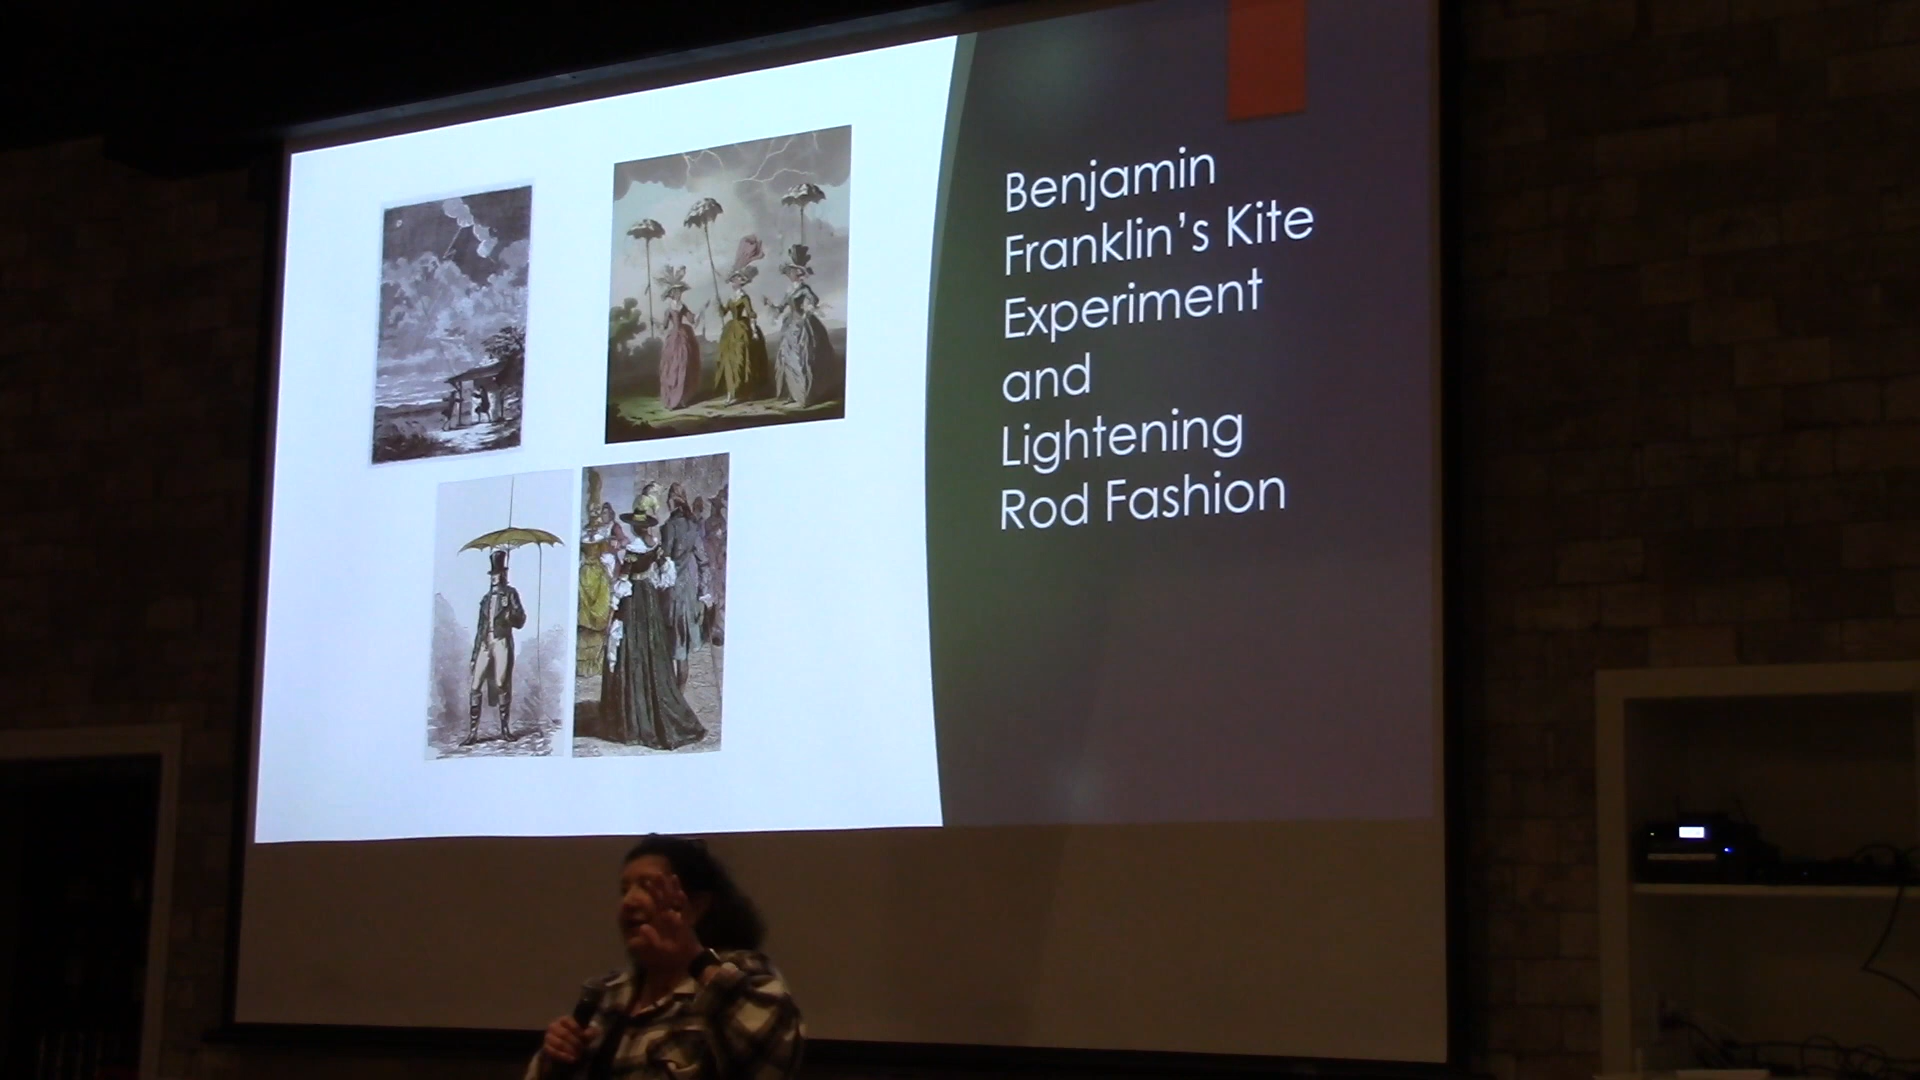 Benjamin
Franklin's Kite
Experiment
and
Lightening
Rod Fashion